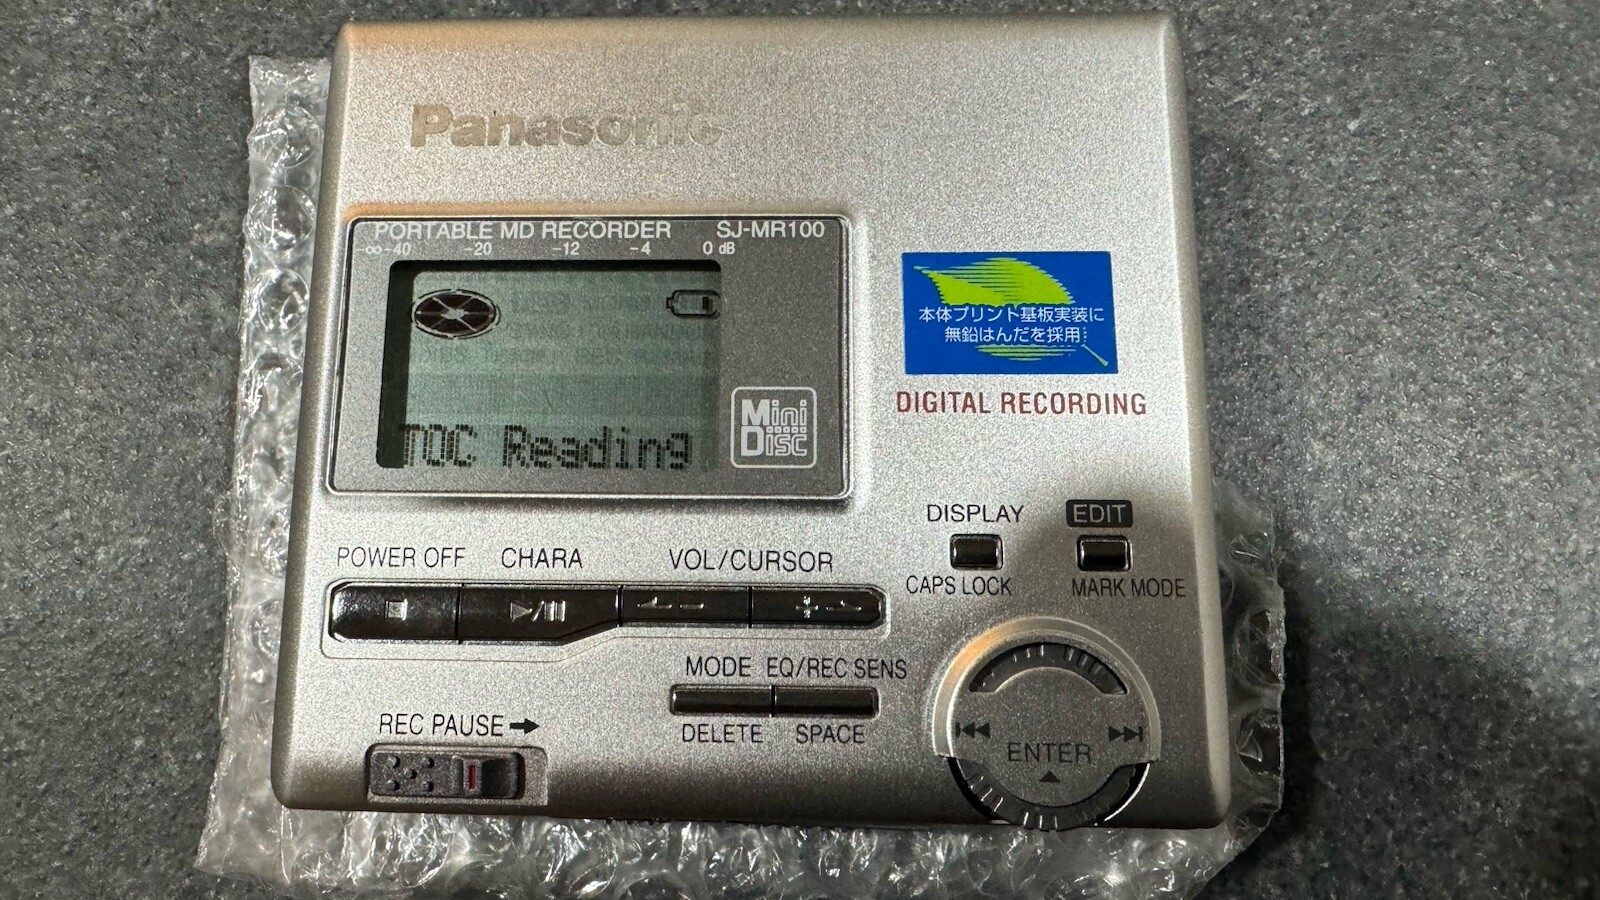 Panasonic
PORTABLE MD RECORDER SJ-MR100
-∞ -40 -20 -12 -4 0 dB
TOC Reading
Mini
Disc
本体プリント基板実装に
無鉛はんだを採用
DIGITAL RECORDING
DISPLAY EDIT
CAPS LOCK MARK MODE
POWER OFF CHARA VOL/CURSOR
MODE EQ/REC SENS
DELETE SPACE
REC PAUSE
ENTER